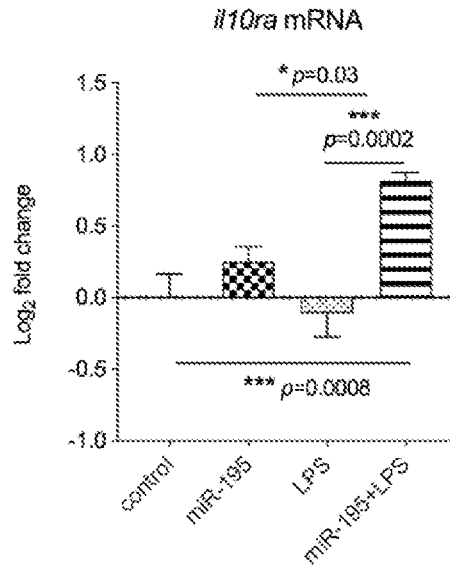 il10ra mRNA
* p=0.03
***
p=0.0002
Log2 fold change
1.5
1.0
0.5
0.0
-0.5
-1.0
*** p=0.0008
control
miR-195
LPS
miR-195+LPS